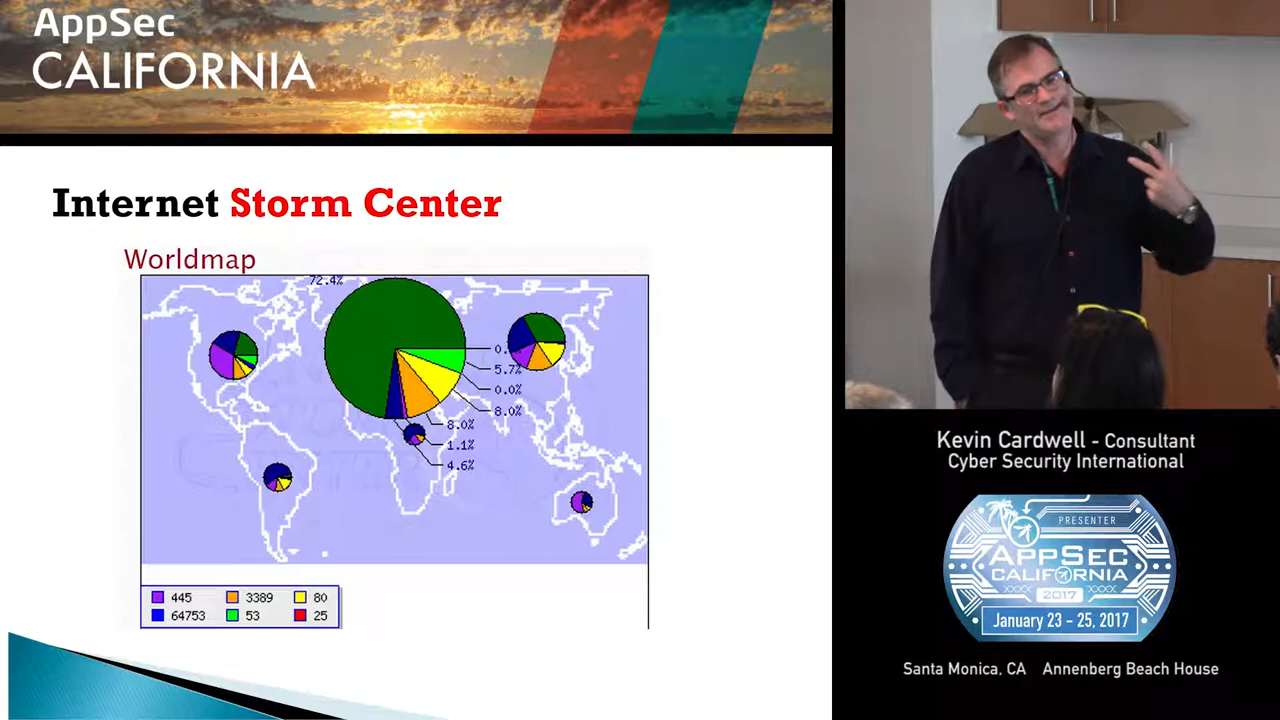 AppSec
CALIFORNIA
Internet Storm Center
Worldmap
72.4%
0.
5.7%
0.0%
8.0%
8.0%
1.1%
4.6%
445 3389 80
64753 53 25
Kevin Cardwell - Consultant
Cyber Security International
PRESENTER
APPSEC
CALIFORNIA
2017
January 23 - 25, 2017
Santa Monica, CA Annenberg Beach House